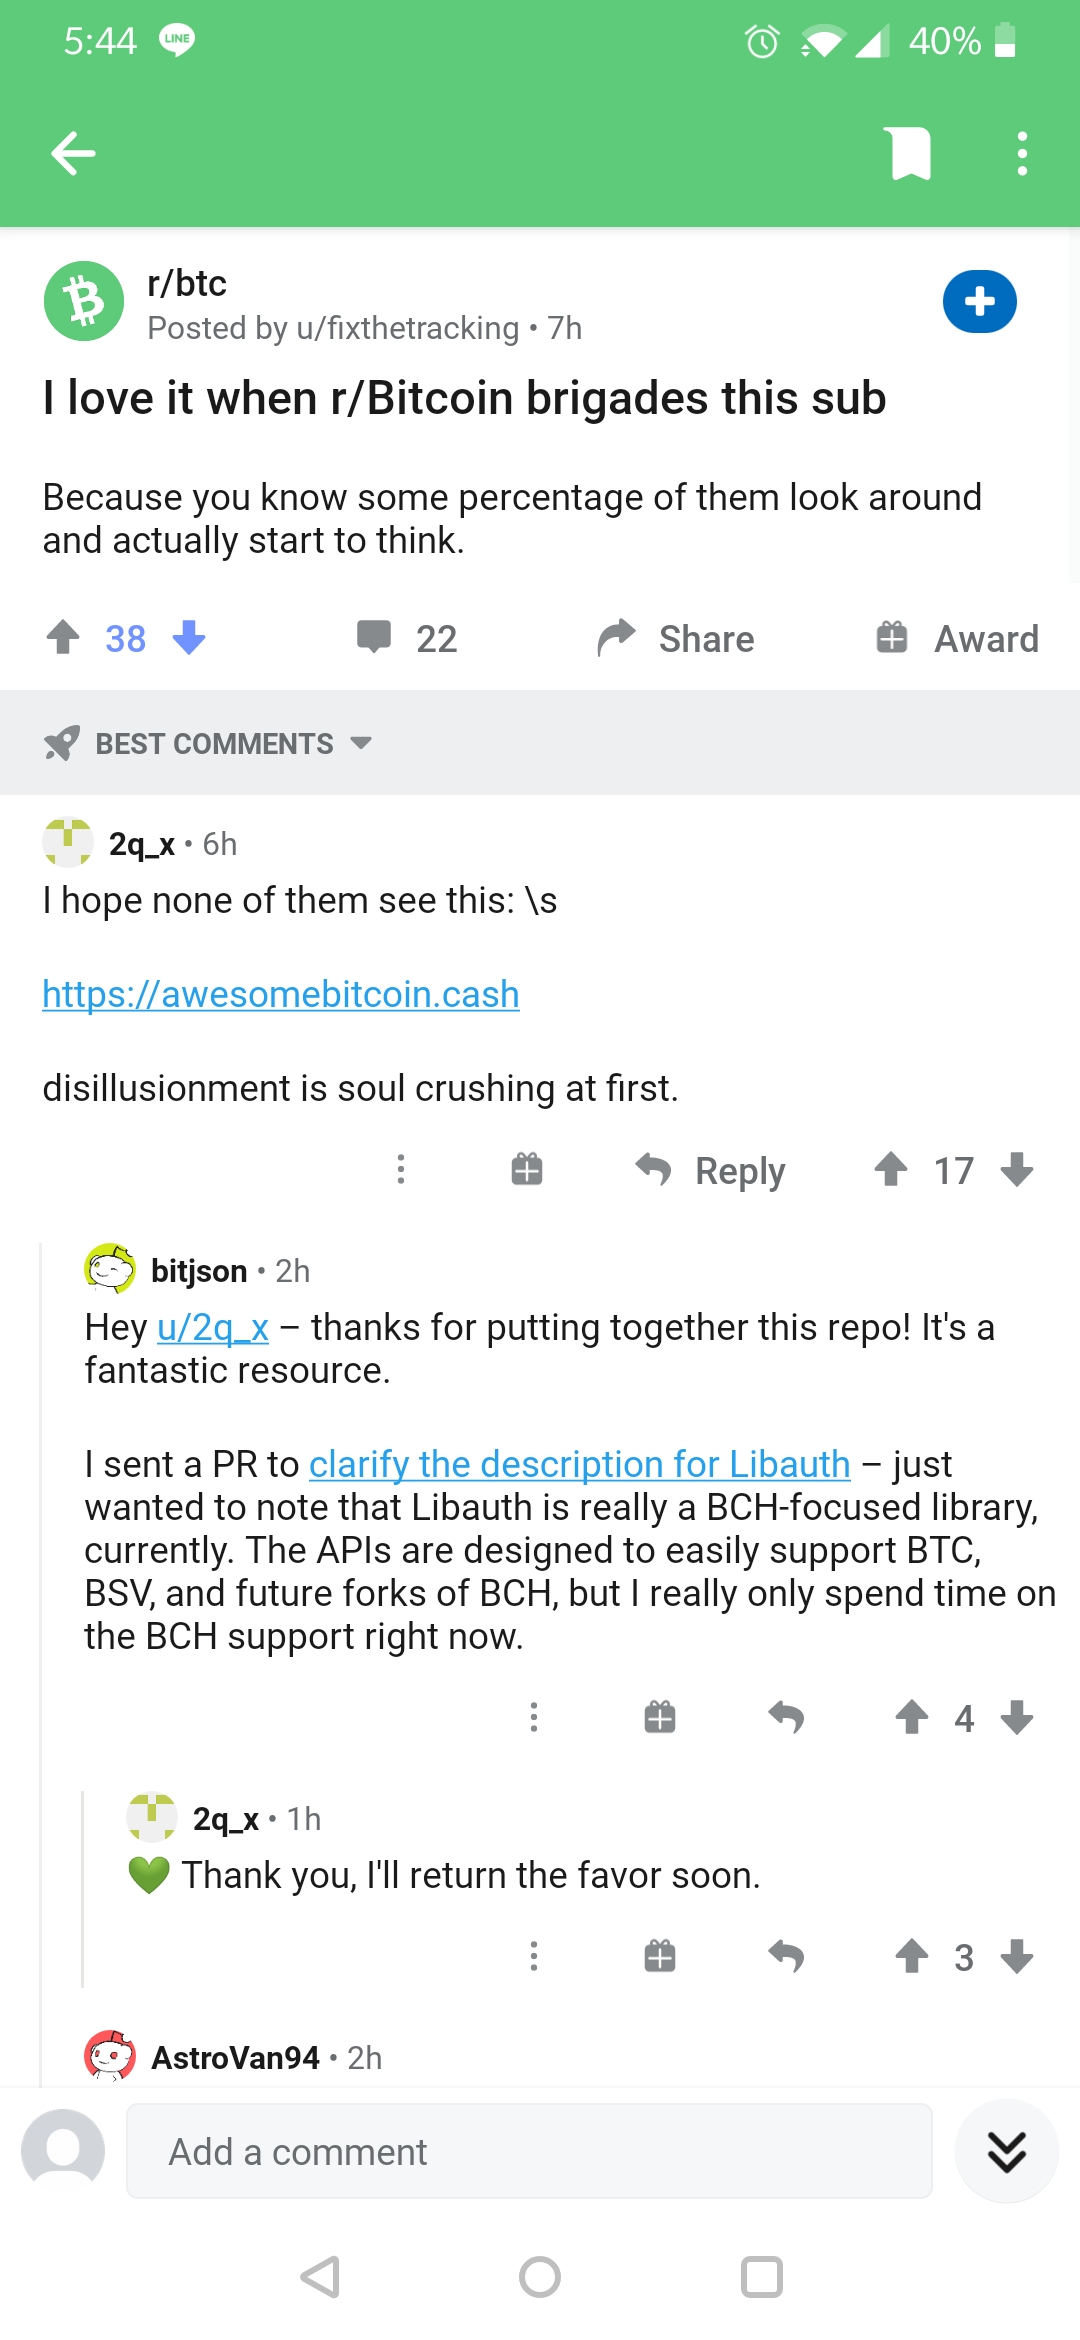 5:44 LINE 40%
r/btc
Posted by u/fixthetracking • 7h
I love it when r/Bitcoin brigades this sub
Because you know some percentage of them look around
and actually start to think.
38 22 Share Award
BEST COMMENTS
2q_x • 6h
I hope none of them see this: \s
https://awesomebitcoin.cash
disillusionment is soul crushing at first.
Reply 17
bitjson • 2h
Hey u/2q_x – thanks for putting together this repo! It's a
fantastic resource.
I sent a PR to clarify the description for Libauth – just
wanted to note that Libauth is really a BCH-focused library,
currently. The APIs are designed to easily support BTC,
BSV, and future forks of BCH, but I really only spend time on
the BCH support right now.
4
2q_x • 1h
💚 Thank you, I'll return the favor soon.
3
AstroVan94 • 2h
Add a comment